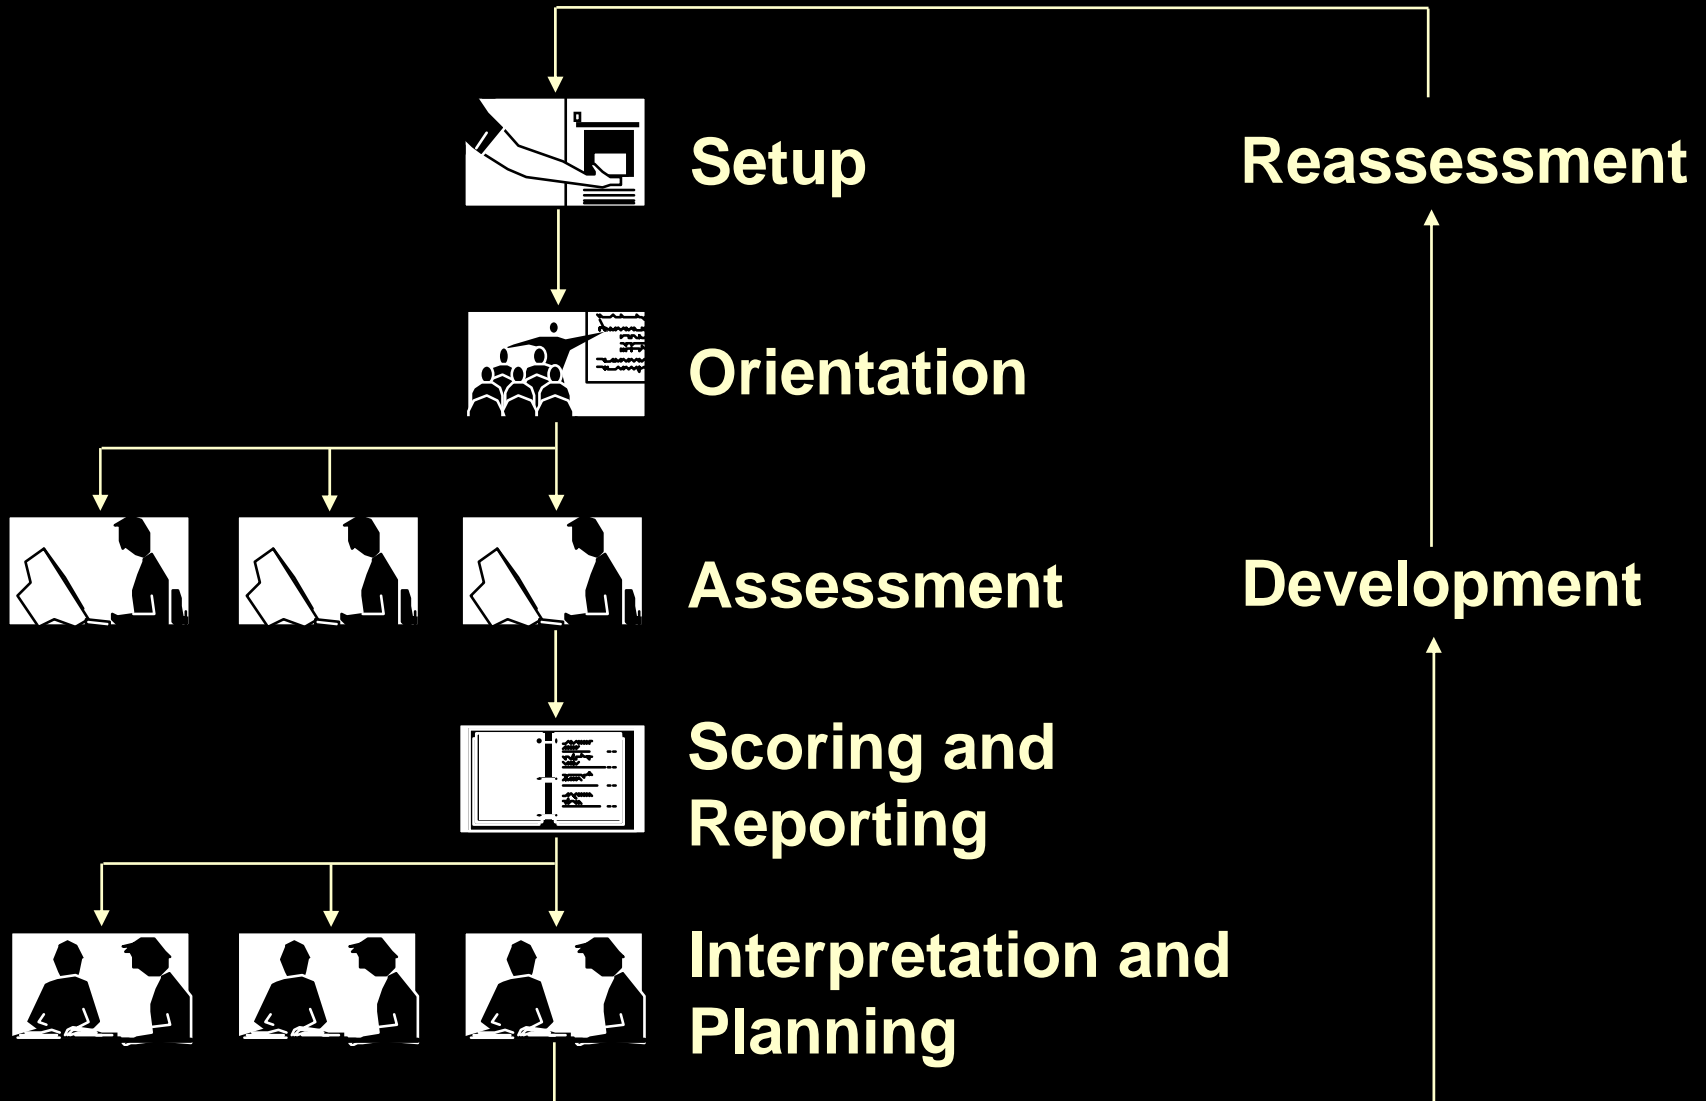 Setup
Reassessment
Orientation
Assessment
Development
Scoring and
Reporting
Interpretation and
Planning